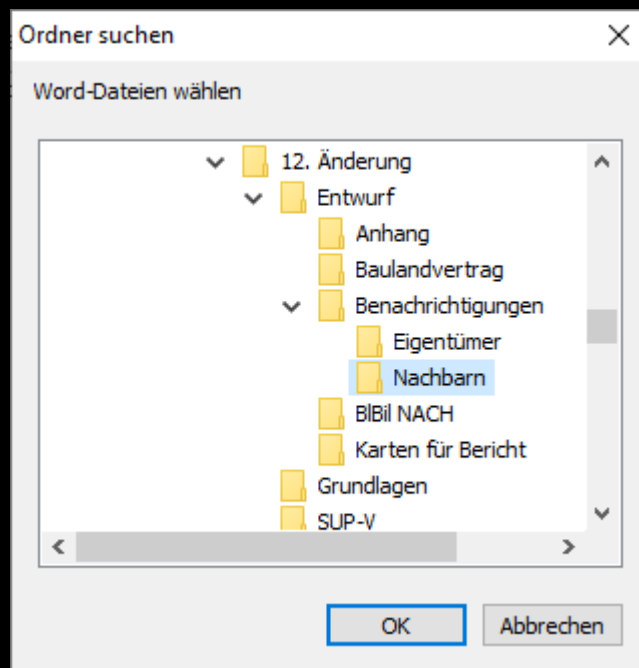 Ordner suchen
Word-Dateien wählen
12. Änderung
Entwurf
Anhang
Baulandvertrag
Benachrichtigungen
Eigentümer
Nachbarn
BlBil NACH
Karten für Bericht
Grundlagen
SUP-V
OK
Abbrechen